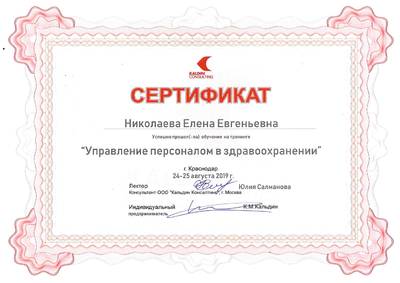 KALDIN
CONSULTING
СЕРТИФИКАТ
Николаева Елена Евгеньевна
Успешно прошел(-ла) обучение на тренинге
"Управление персоналом в здравоохранении"
г. Краснодар
24-25 августа 2019 г.
Лектор Юлия Салманова
Консультант ООО "Кальдин Консалтинг", г. Москва
Индивидуальный К.М.Кальдин
предприниматель